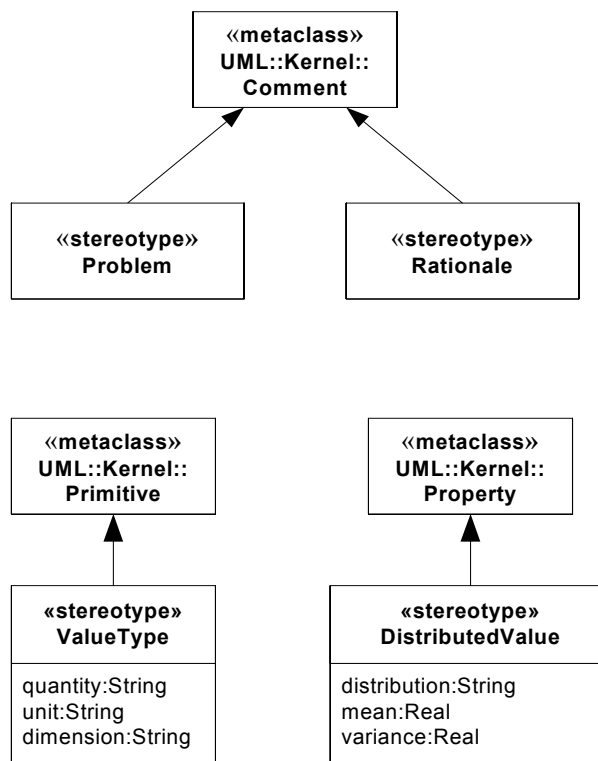 «metaclass»
UML::Kernel::
Comment
«stereotype»
Problem
«stereotype»
Rationale
«metaclass»
UML::Kernel::
Primitive
«metaclass»
UML::Kernel::
Property
«stereotype»
ValueType
quantity:String
unit:String
dimension:String
«stereotype»
DistributedValue
distribution:String
mean:Real
variance:Real